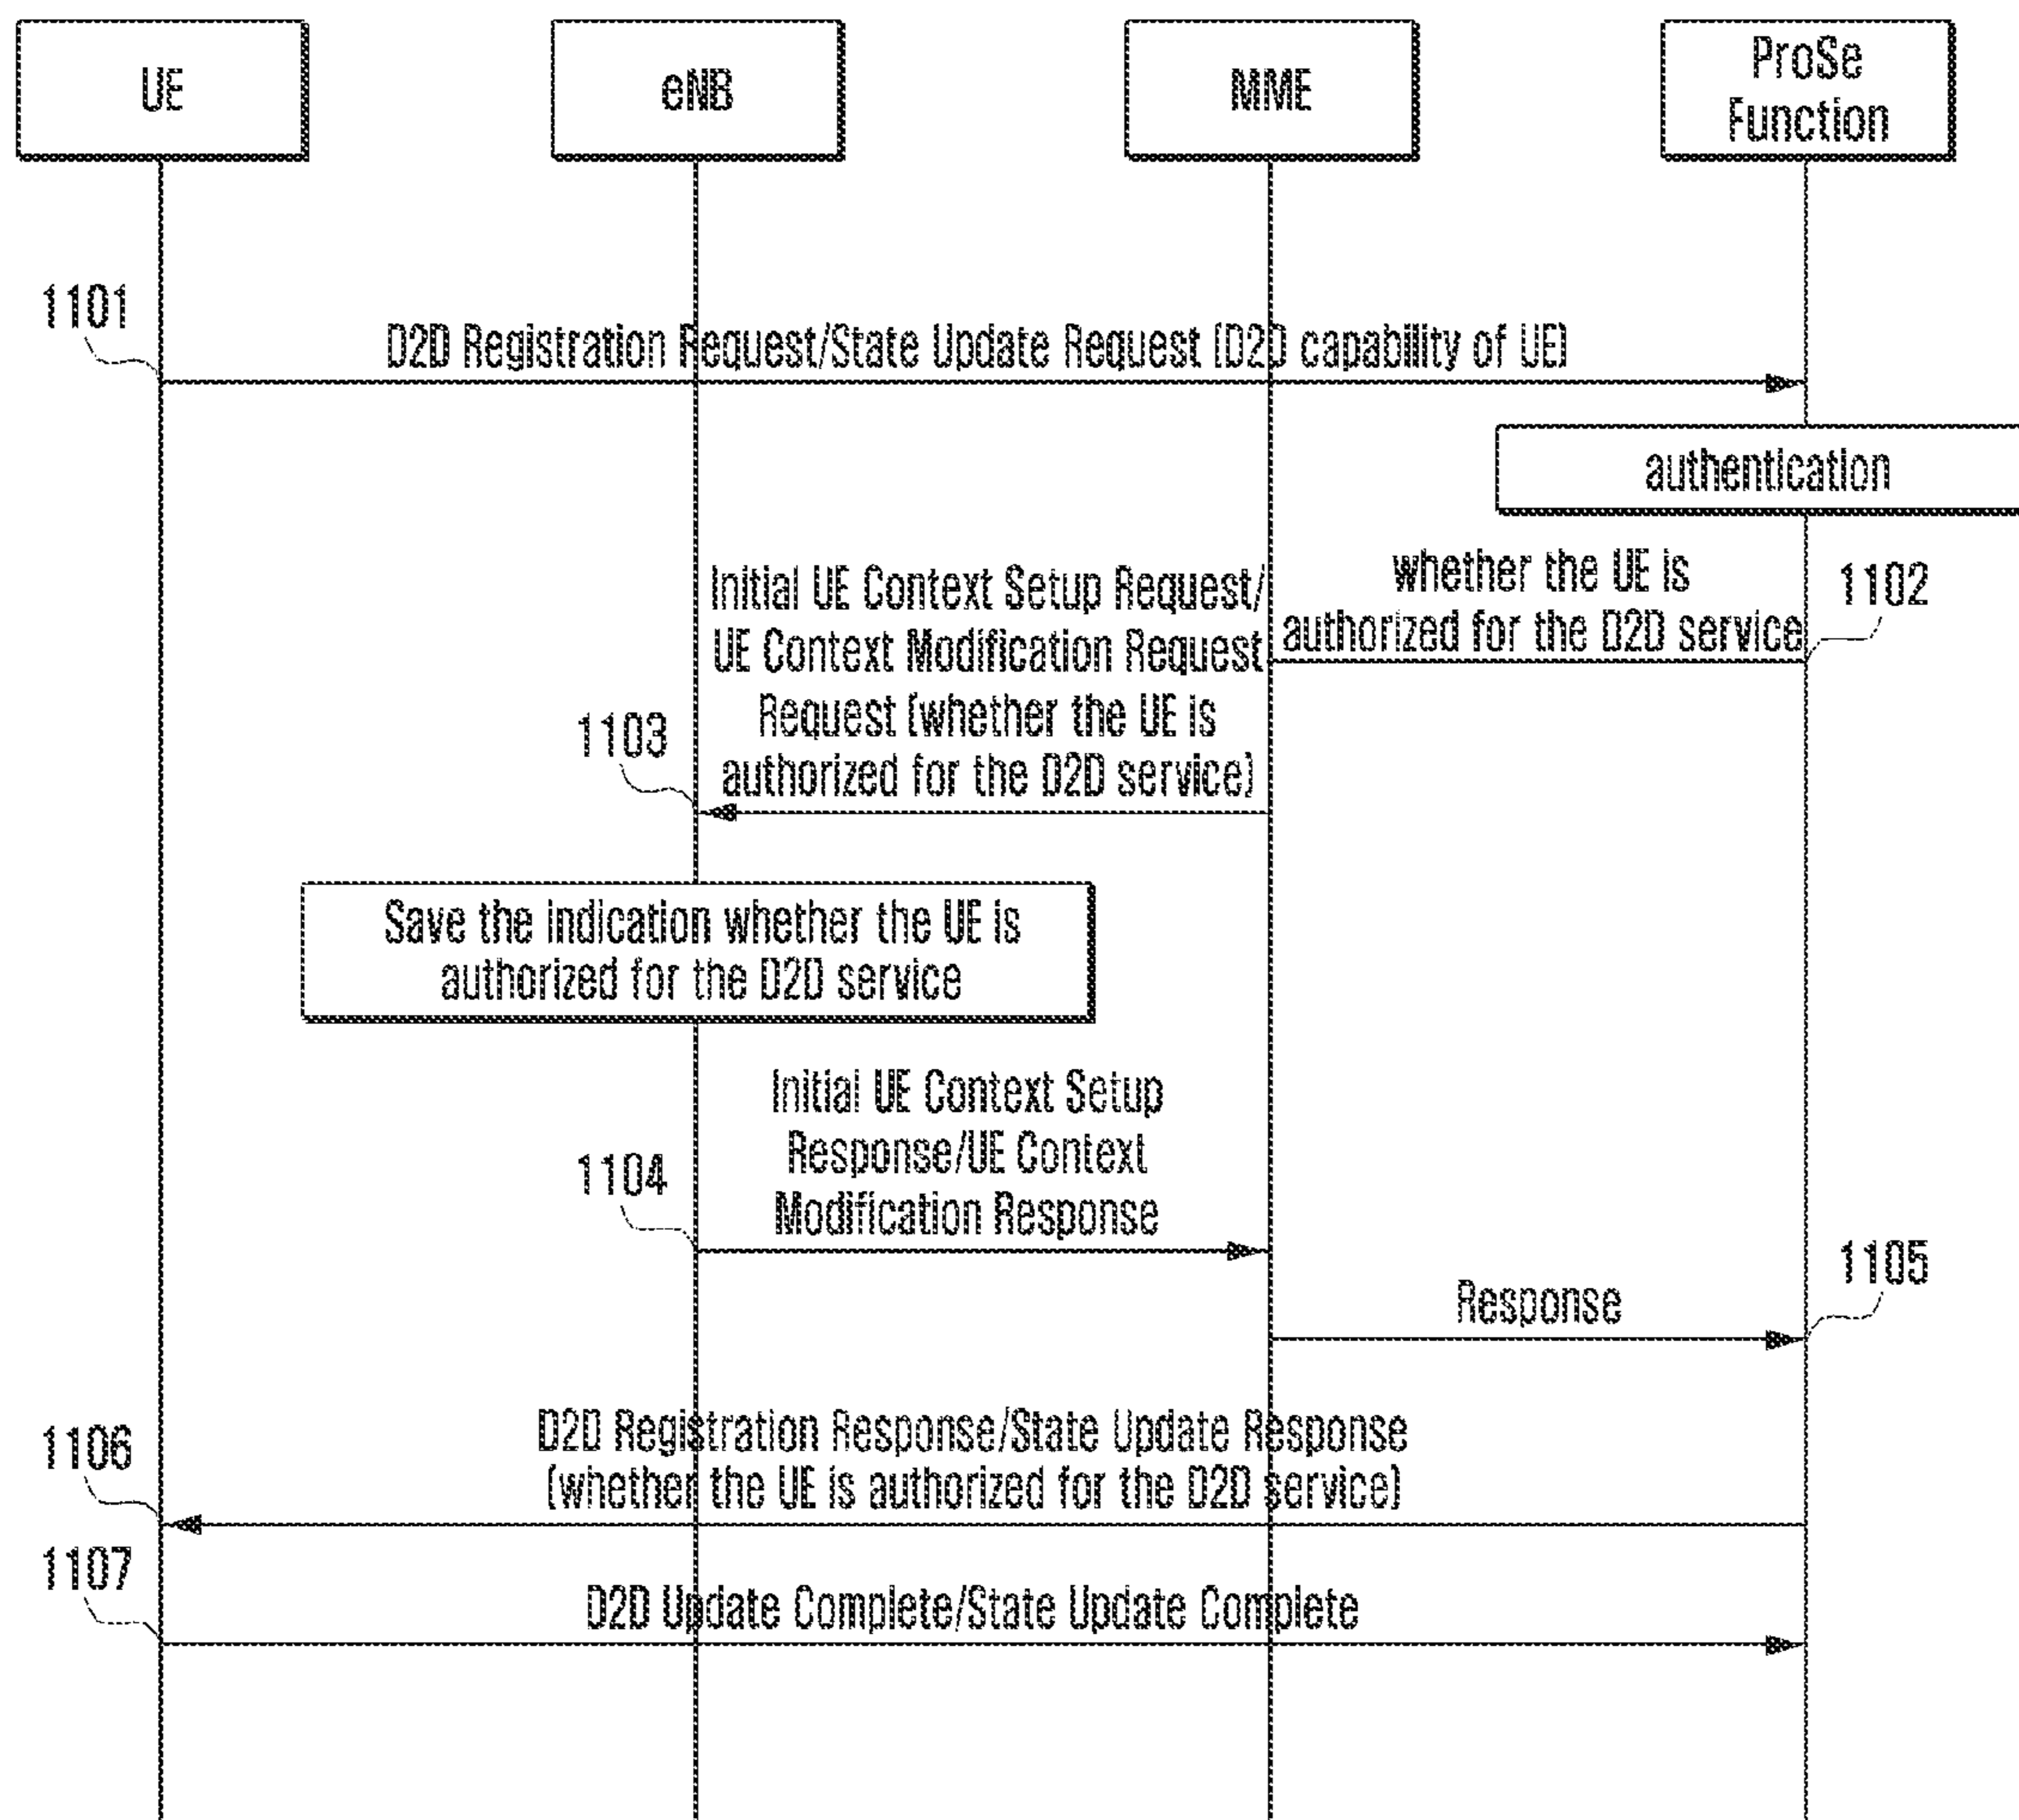 UE
eNB
MME
ProSe
Function
1101
D2D Registration Request/State Update Request (D2D capability of UE)
authentication
whether the UE is
authorized for the D2D service
1102
Initial UE Context Setup Request/
UE Context Modification Request
Request (whether the UE is
authorized for the D2D service)
1103
Save the indication whether the UE is
authorized for the D2D service
Initial UE Context Setup
Response/UE Context
Modification Response
1104
Response
1105
D2D Registration Response/State Update Response
(whether the UE is authorized for the D2D service)
1106
1107
D2D Update Complete/State Update Complete